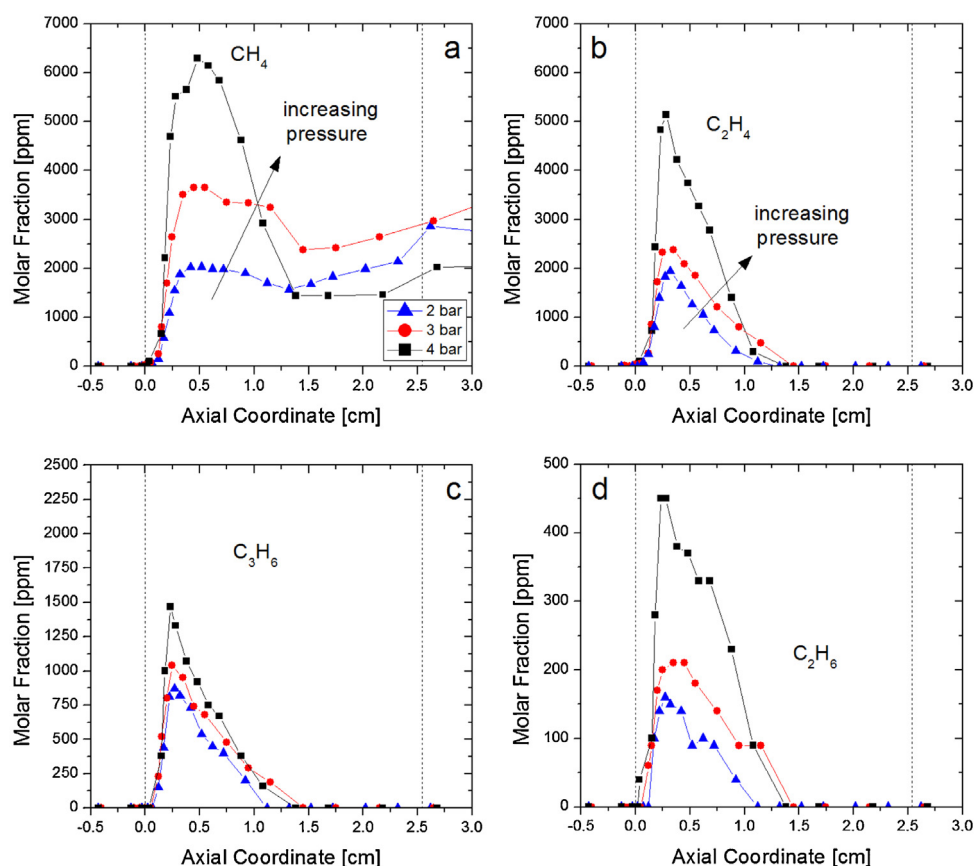 a
CH4
increasing
pressure
7000
6000
5000
4000
3000
2000
1000
0
-0.5 0.0 0.5 1.0 1.5 2.0 2.5 3.0
2 bar
3 bar
4 bar
Molar Fraction [ppm]
Axial Coordinate [cm]
b
C2H4
increasing
pressure
7000
6000
5000
4000
3000
2000
1000
0
-0.5 0.0 0.5 1.0 1.5 2.0 2.5 3.0
Molar Fraction [ppm]
Axial Coordinate [cm]
c
C3H6
2500
2250
2000
1750
1500
1250
1000
750
500
250
0
-0.5 0.0 0.5 1.0 1.5 2.0 2.5 3.0
Molar Fraction [ppm]
Axial Coordinate [cm]
d
C2H6
500
400
300
200
100
0
-0.5 0.0 0.5 1.0 1.5 2.0 2.5 3.0
Molar Fraction [ppm]
Axial Coordinate [cm]